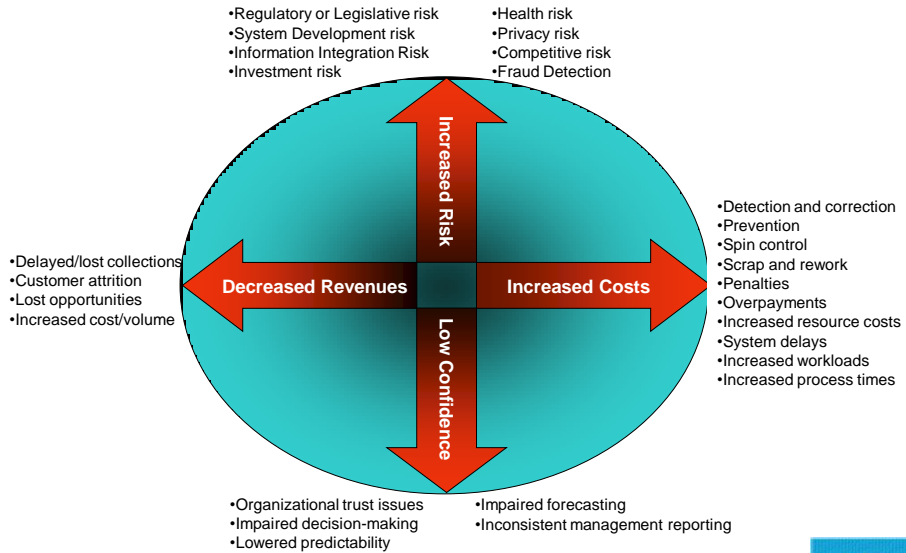 •Regulatory or Legislative risk
•System Development risk
•Information Integration Risk
•Investment risk
•Health risk
•Privacy risk
•Competitive risk
•Fraud Detection
Increased Risk
•Delayed/lost collections
•Customer attrition
•Lost opportunities
•Increased cost/volume
Decreased Revenues
Increased Costs
•Detection and correction
•Prevention
•Spin control
•Scrap and rework
•Penalties
•Overpayments
•Increased resource costs
•System delays
•Increased workloads
•Increased process times
Low Confidence
•Organizational trust issues
•Impaired decision-making
•Lowered predictability
•Impaired forecasting
•Inconsistent management reporting